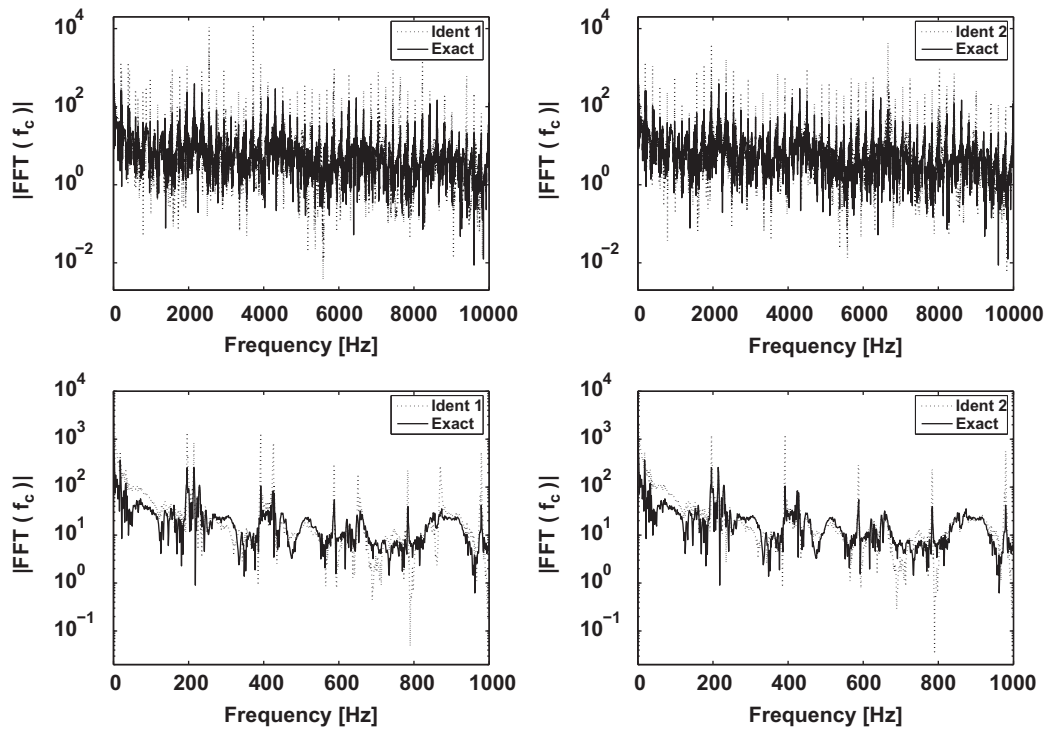 10^4
10^2
10^0
10^−2
|FFT ( f_c )|
Ident 1
Exact
0 2000 4000 6000 8000 10000
Frequency [Hz]
10^4
10^2
10^0
10^−2
|FFT ( f_c )|
Ident 2
Exact
0 2000 4000 6000 8000 10000
Frequency [Hz]
10^4
10^3
10^2
10^1
10^0
10^−1
|FFT ( f_c )|
Ident 1
Exact
0 200 400 600 800 1000
Frequency [Hz]
10^4
10^3
10^2
10^1
10^0
10^−1
|FFT ( f_c )|
Ident 2
Exact
0 200 400 600 800 1000
Frequency [Hz]